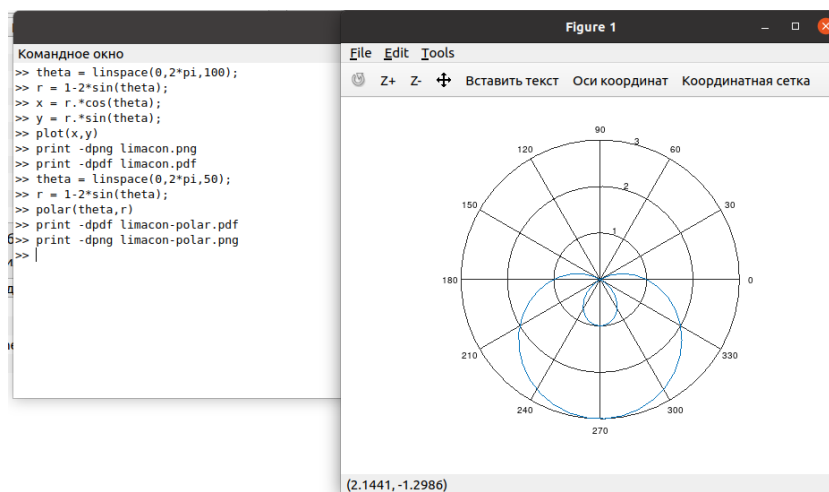 Командное окно
>> theta = linspace(0,2*pi,100);
>> r = 1-2*sin(theta);
>> x = r.*cos(theta);
>> y = r.*sin(theta);
>> plot(x,y)
>> print -dpng limacon.png
>> print -dpdf limacon.pdf
>> theta = linspace(0,2*pi,50);
>> r = 1-2*sin(theta);
>> polar(theta,r)
>> print -dpdf limacon-polar.pdf
>> print -dpng limacon-polar.png
>>
Figure 1
File Edit Tools
Z+ Z- Вставить текст Оси координат Координатная сетка
90
120 3 60
2
150 1 30
180 0
210 330
240 300
270
(2.1441, -1.2986)